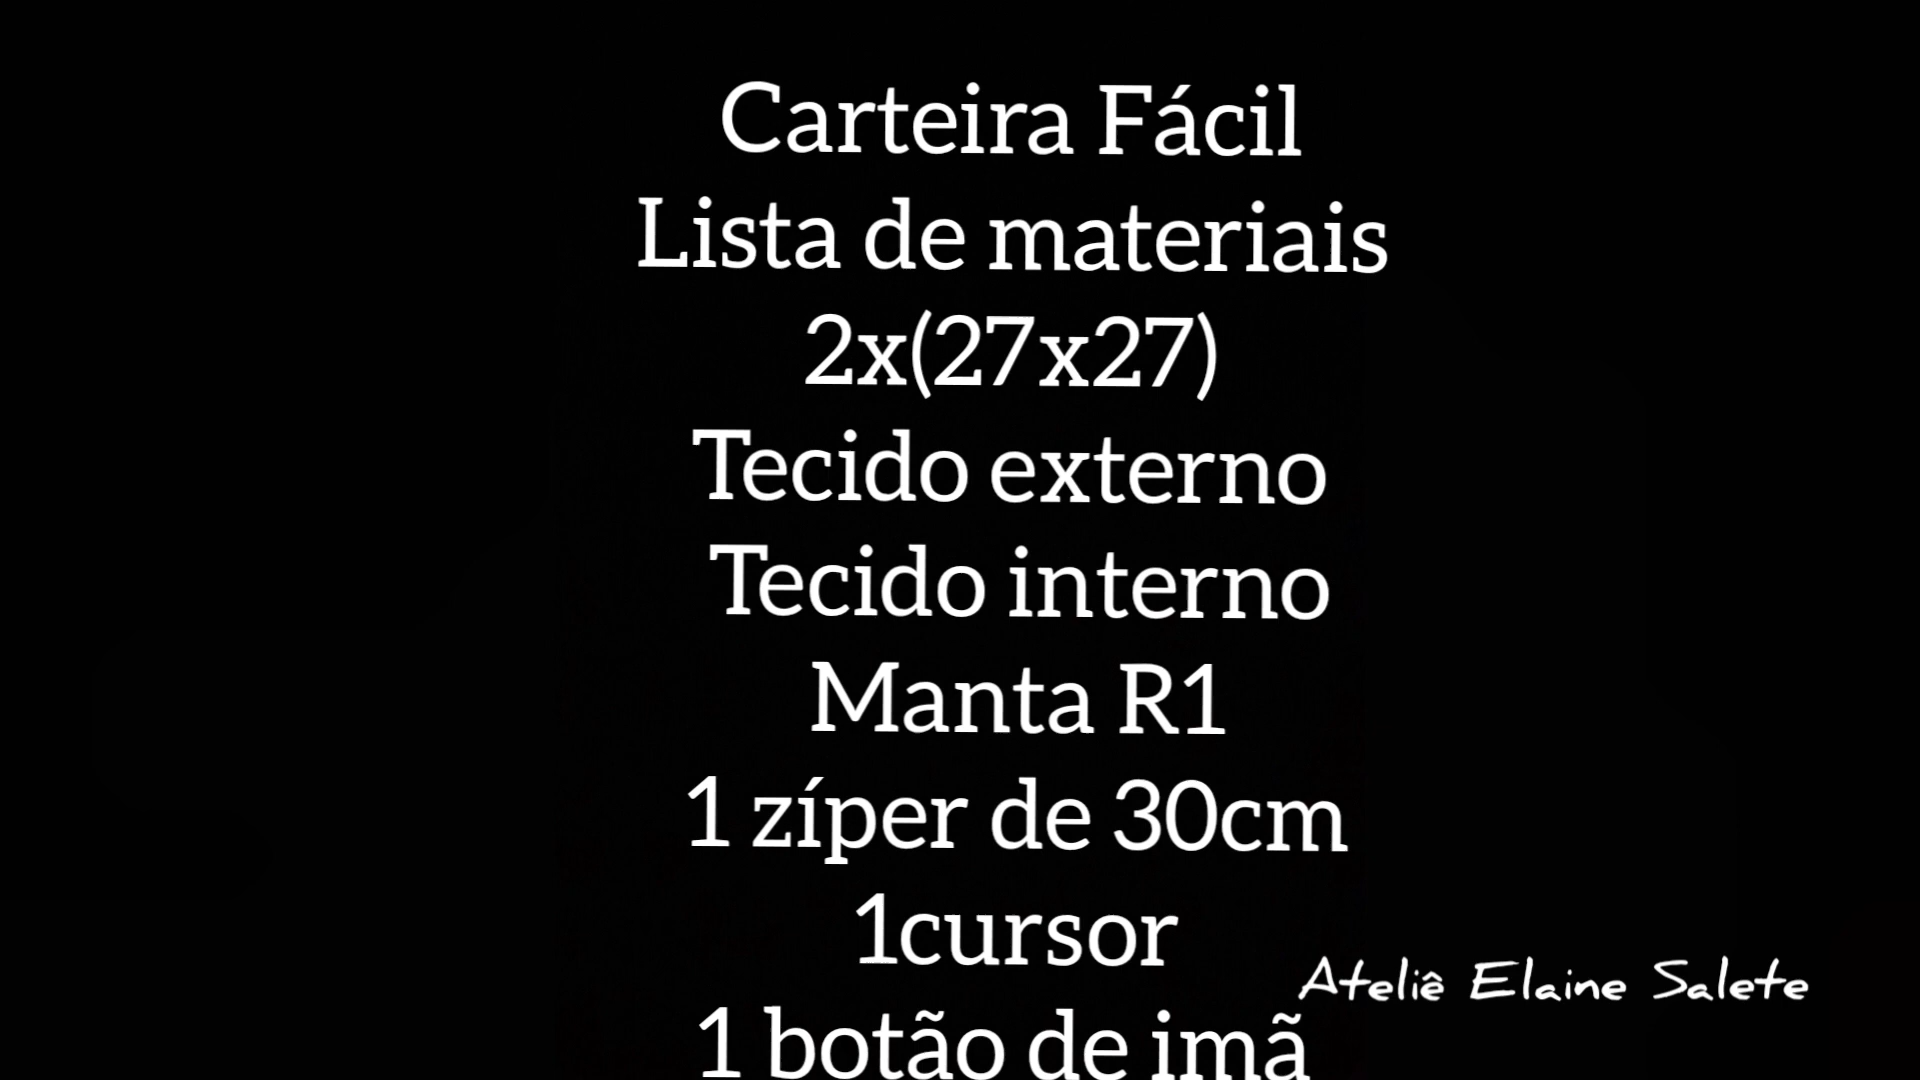 Carteira Fácil
Lista de materiais
2x(27x27)
Tecido externo
Tecido interno
Manta R1
1 zíper de 30cm
1cursor
Ateliê Elaine Salete
1 botão de imã